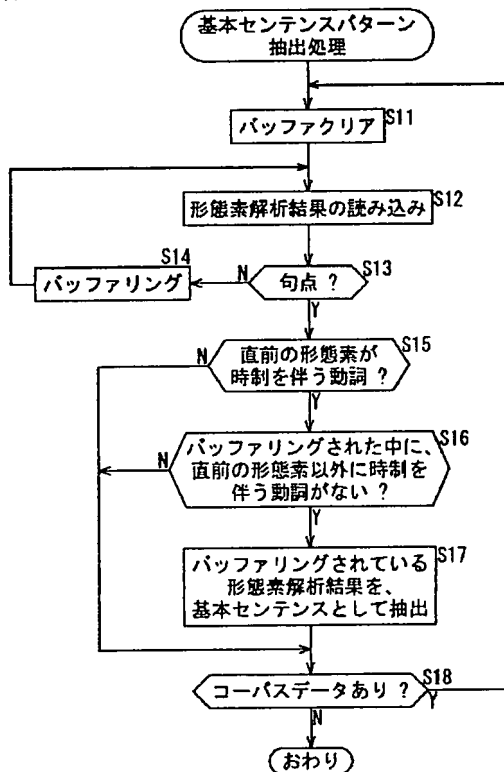 基本センテンスパターン
抽出処理
バッファクリア
S11
形態素解析結果の読み込み
S12
句点？
S13
N
Y
バッファリング
S14
直前の形態素が
時制を伴う動詞？
S15
N
Y
バッファリングされた中に、
直前の形態素以外に時制を
伴う動詞がない？
S16
N
Y
バッファリングされている
形態素解析結果を、
基本センテンスとして抽出
S17
コーパスデータあり？
S18
Y
N
おわり